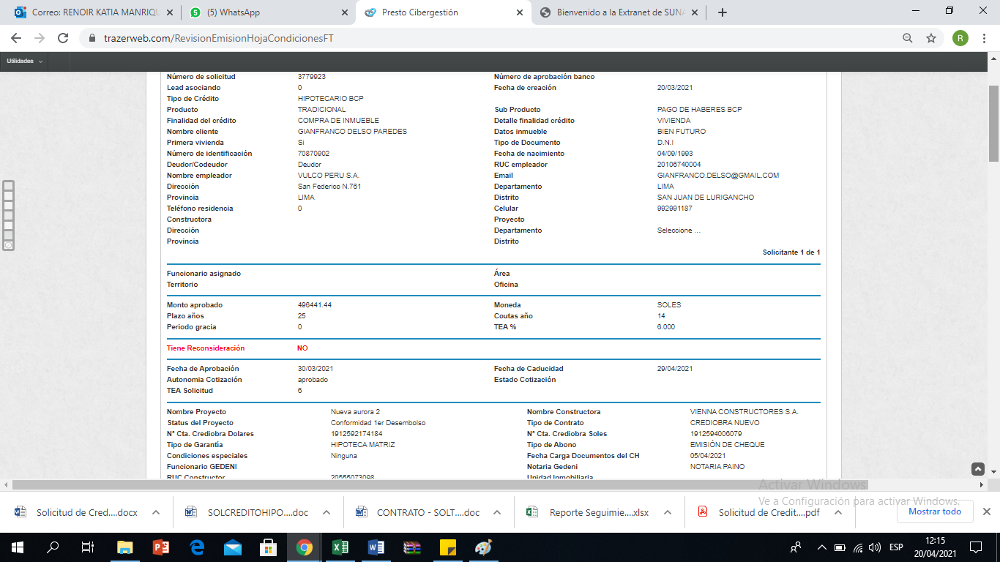 Correo: RENOIR KATIA MANRIQU
(5) WhatsApp
Presto Cibergestión
Bienvenido a la Extranet de SUNA
trazerweb.com/RevisionEmisionHojaCondicionesFT
R
Utilidades
Número de solicitud 3779923 Número de aprobación banco
Lead asociando 0 Fecha de creación 20/03/2021
Tipo de Crédito HIPOTECARIO BCP
Producto TRADICIONAL Sub Producto PAGO DE HABERES BCP
Finalidad del crédito COMPRA DE INMUEBLE Detalle finalidad crédito VIVIENDA
Nombre cliente GIANFRANCO DELSO PAREDES Datos inmueble BIEN FUTURO
Primera vivienda Si Tipo de Documento D.N.I
Número de identificación 70870902 Fecha de nacimiento 04/09/1993
Deudor/Codeudor Deudor RUC empleador 20106740004
Nombre empleador VULCO PERU S.A. Email GIANFRANCO.DELSO@GMAIL.COM
Dirección San Federico N.761 Departamento LIMA
Provincia LIMA Distrito SAN JUAN DE LURIGANCHO
Teléfono residencia 0 Celular 992991187
Constructora Proyecto
Dirección Departamento Seleccione ...
Provincia Distrito
Solicitante 1 de 1
Funcionario asignado Área
Territorio Oficina
Monto aprobado 496441.44 Moneda SOLES
Plazo años 25 Coutas año 14
Periodo gracia 0 TEA % 6.000
Tiene Reconsideración NO
Fecha de Aprobación 30/03/2021 Fecha de Caducidad 29/04/2021
Autonomia Cotización aprobado Estado Cotización
TEA Solicitud 6
Nombre Proyecto Nueva aurora 2 Nombre Constructora VIENNA CONSTRUCTORES S.A.
Status del Proyecto Conformidad 1er Desembolso Tipo de Contrato CREDIOBRA NUEVO
N° Cta. Crediobra Dolares 1912592174184 N° Cta. Crediobra Soles 1912594006079
Tipo de Garantía HIPOTECA MATRIZ Tipo de Abono EMISIÓN DE CHEQUE
Condiciones especiales Ninguna Fecha Carga Documentos del CH 05/04/2021
Funcionario GEDENI Notaria Gedeni NOTARIA PAINO
RUC Constructor 20555073098 Unidad Inmobiliaria
Activar Windows
Ve a Configuración para activar Windows.
Solicitud de Cred....docx
SOLCREDITOHIPO....doc
CONTRATO - SOLT....doc
Reporte Seguimie....xlsx
Solicitud de Credit....pdf
Mostrar todo
ESP
12:15
20/04/2021